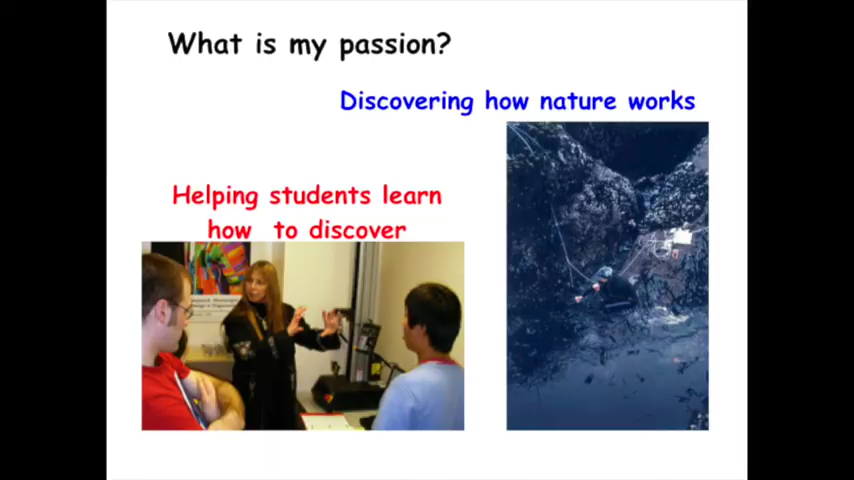 What is my passion?
Discovering how nature works
Helping students learn
how to discover